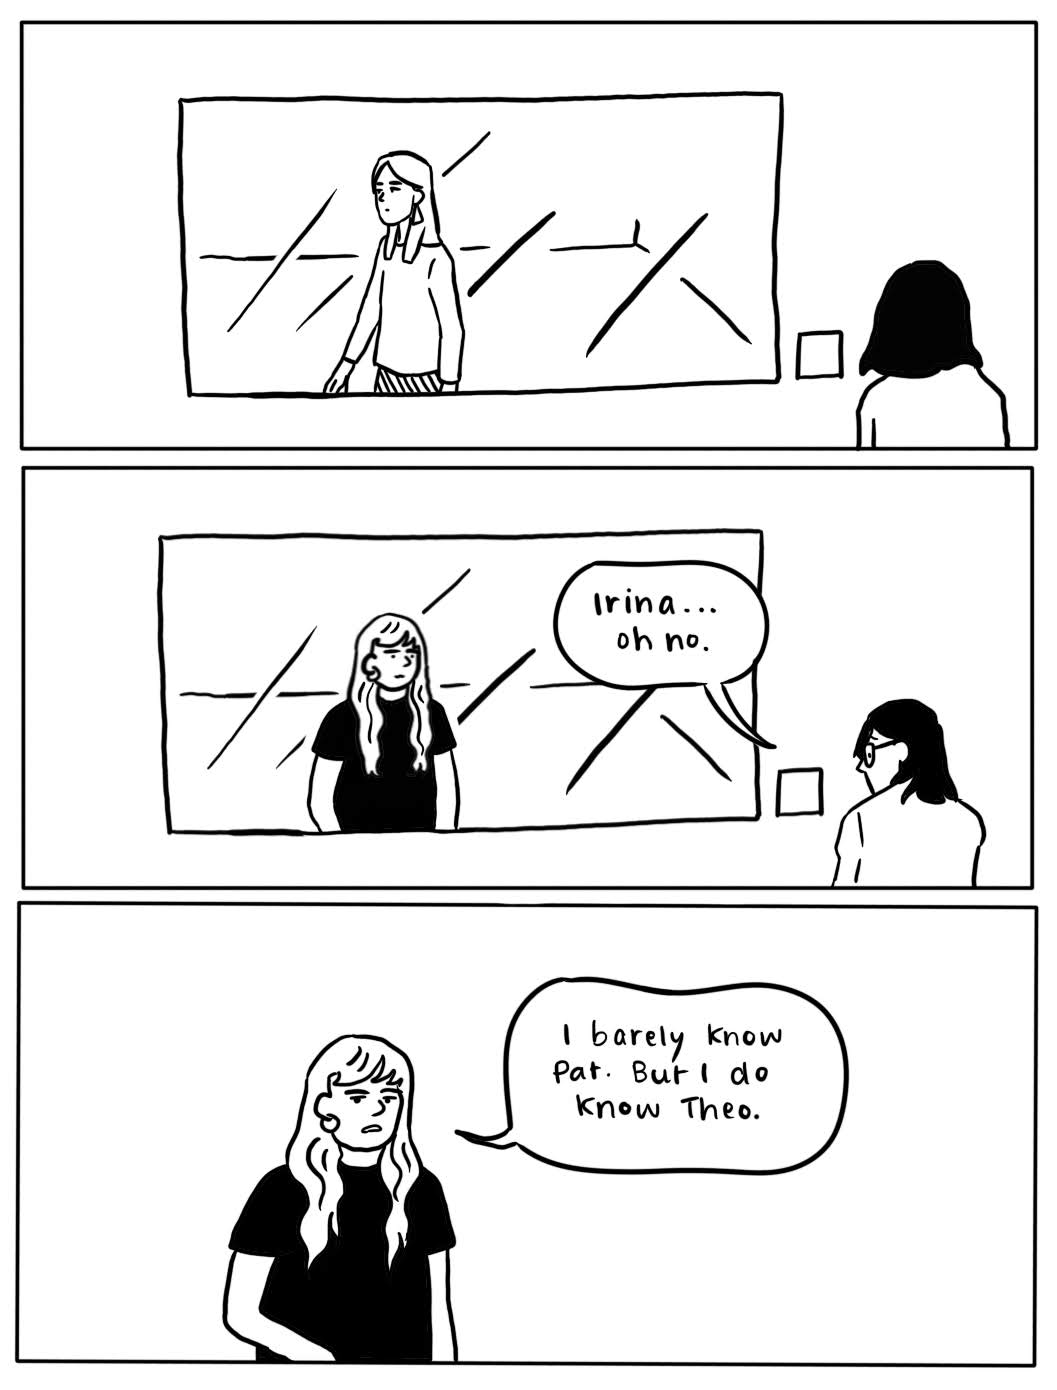 Irina...
oh no.
I barely know
Pat. But I do
know Theo.